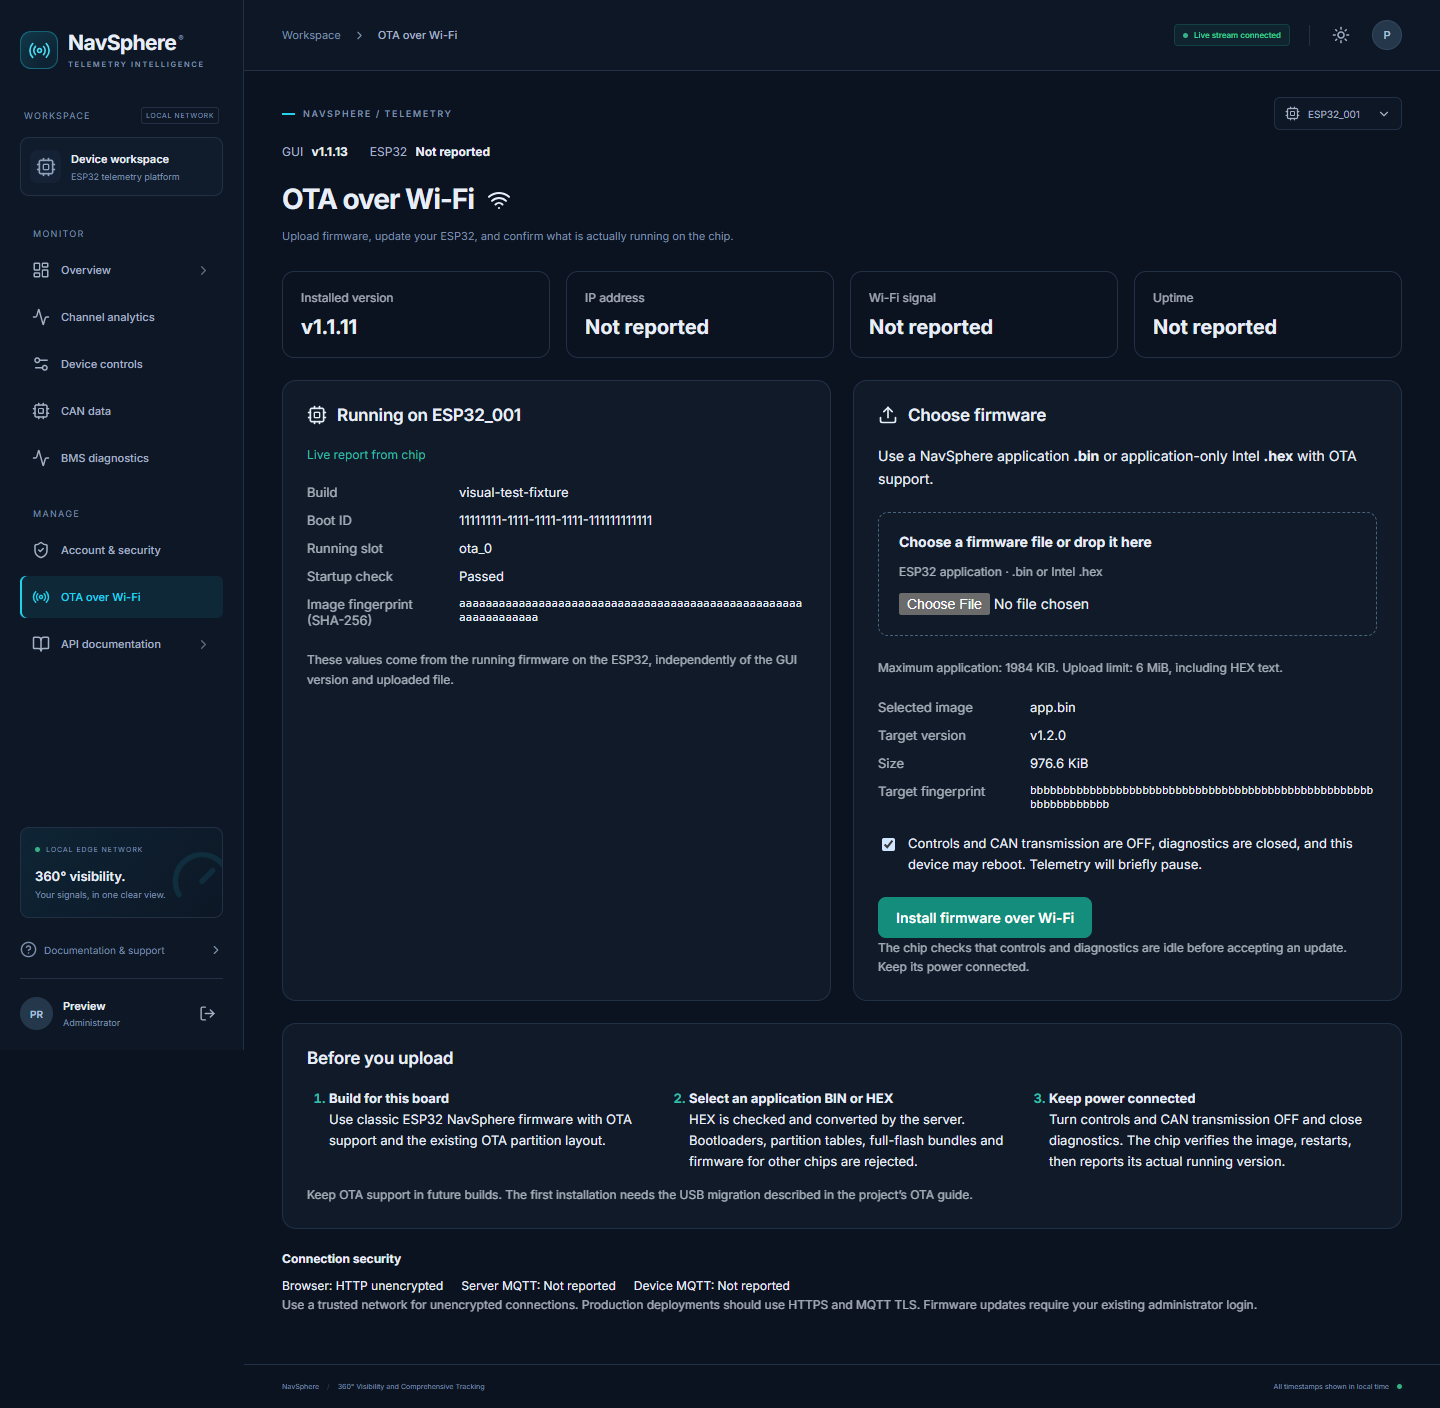 NavSphere®
TELEMETRY INTELLIGENCE
WORKSPACE
LOCAL NETWORK
Device workspace
ESP32 telemetry platform
MONITOR
Overview
Channel analytics
Device controls
CAN data
BMS diagnostics
MANAGE
Account & security
OTA over Wi-Fi
API documentation
LOCAL EDGE NETWORK
360° visibility.
Your signals, in one clear view.
Documentation & support
PR
Preview
Administrator
Workspace
OTA over Wi-Fi
Live stream connected
P
NAVSPHERE / TELEMETRY
ESP32_001
GUI v1.1.13 ESP32 Not reported
OTA over Wi-Fi
Upload firmware, update your ESP32, and confirm what is actually running on the chip.
Installed version
v1.1.11
IP address
Not reported
Wi-Fi signal
Not reported
Uptime
Not reported
Running on ESP32_001
Live report from chip
Build visual-test-fixture
Boot ID 11111111-1111-1111-1111-111111111111
Running slot ota_0
Startup check Passed
Image fingerprint (SHA-256)
aaaaaaaaaaaaaaaaaaaaaaaaaaaaaaaaaaaaaaaaaaaaaaaaaaaa
aaaaaaaaaaaa
These values come from the running firmware on the ESP32, independently of the GUI
version and uploaded file.
Choose firmware
Use a NavSphere application .bin or application-only Intel .hex with OTA
support.
Choose a firmware file or drop it here
ESP32 application · .bin or Intel .hex
Choose File No file chosen
Maximum application: 1984 KiB. Upload limit: 6 MiB, including HEX text.
Selected image app.bin
Target version v1.2.0
Size 976.6 KiB
Target fingerprint
bbbbbbbbbbbbbbbbbbbbbbbbbbbbbbbbbbbbbbbbbbbbbbbbbbbb
bbbbbbbbbbbb
Controls and CAN transmission are OFF, diagnostics are closed, and this
device may reboot. Telemetry will briefly pause.
Install firmware over Wi-Fi
The chip checks that controls and diagnostics are idle before accepting an update.
Keep its power connected.
Before you upload
1. Build for this board
Use classic ESP32 NavSphere firmware with OTA
support and the existing OTA partition layout.
2. Select an application BIN or HEX
HEX is checked and converted by the server.
Bootloaders, partition tables, full-flash bundles and
firmware for other chips are rejected.
3. Keep power connected
Turn controls and CAN transmission OFF and close
diagnostics. The chip verifies the image, restarts,
then reports its actual running version.
Keep OTA support in future builds. The first installation needs the USB migration described in the project's OTA guide.
Connection security
Browser: HTTP unencrypted Server MQTT: Not reported Device MQTT: Not reported
Use a trusted network for unencrypted connections. Production deployments should use HTTPS and MQTT TLS. Firmware updates require your existing administrator login.
NavSphere / 360° Visibility and Comprehensive Tracking
All timestamps shown in local time